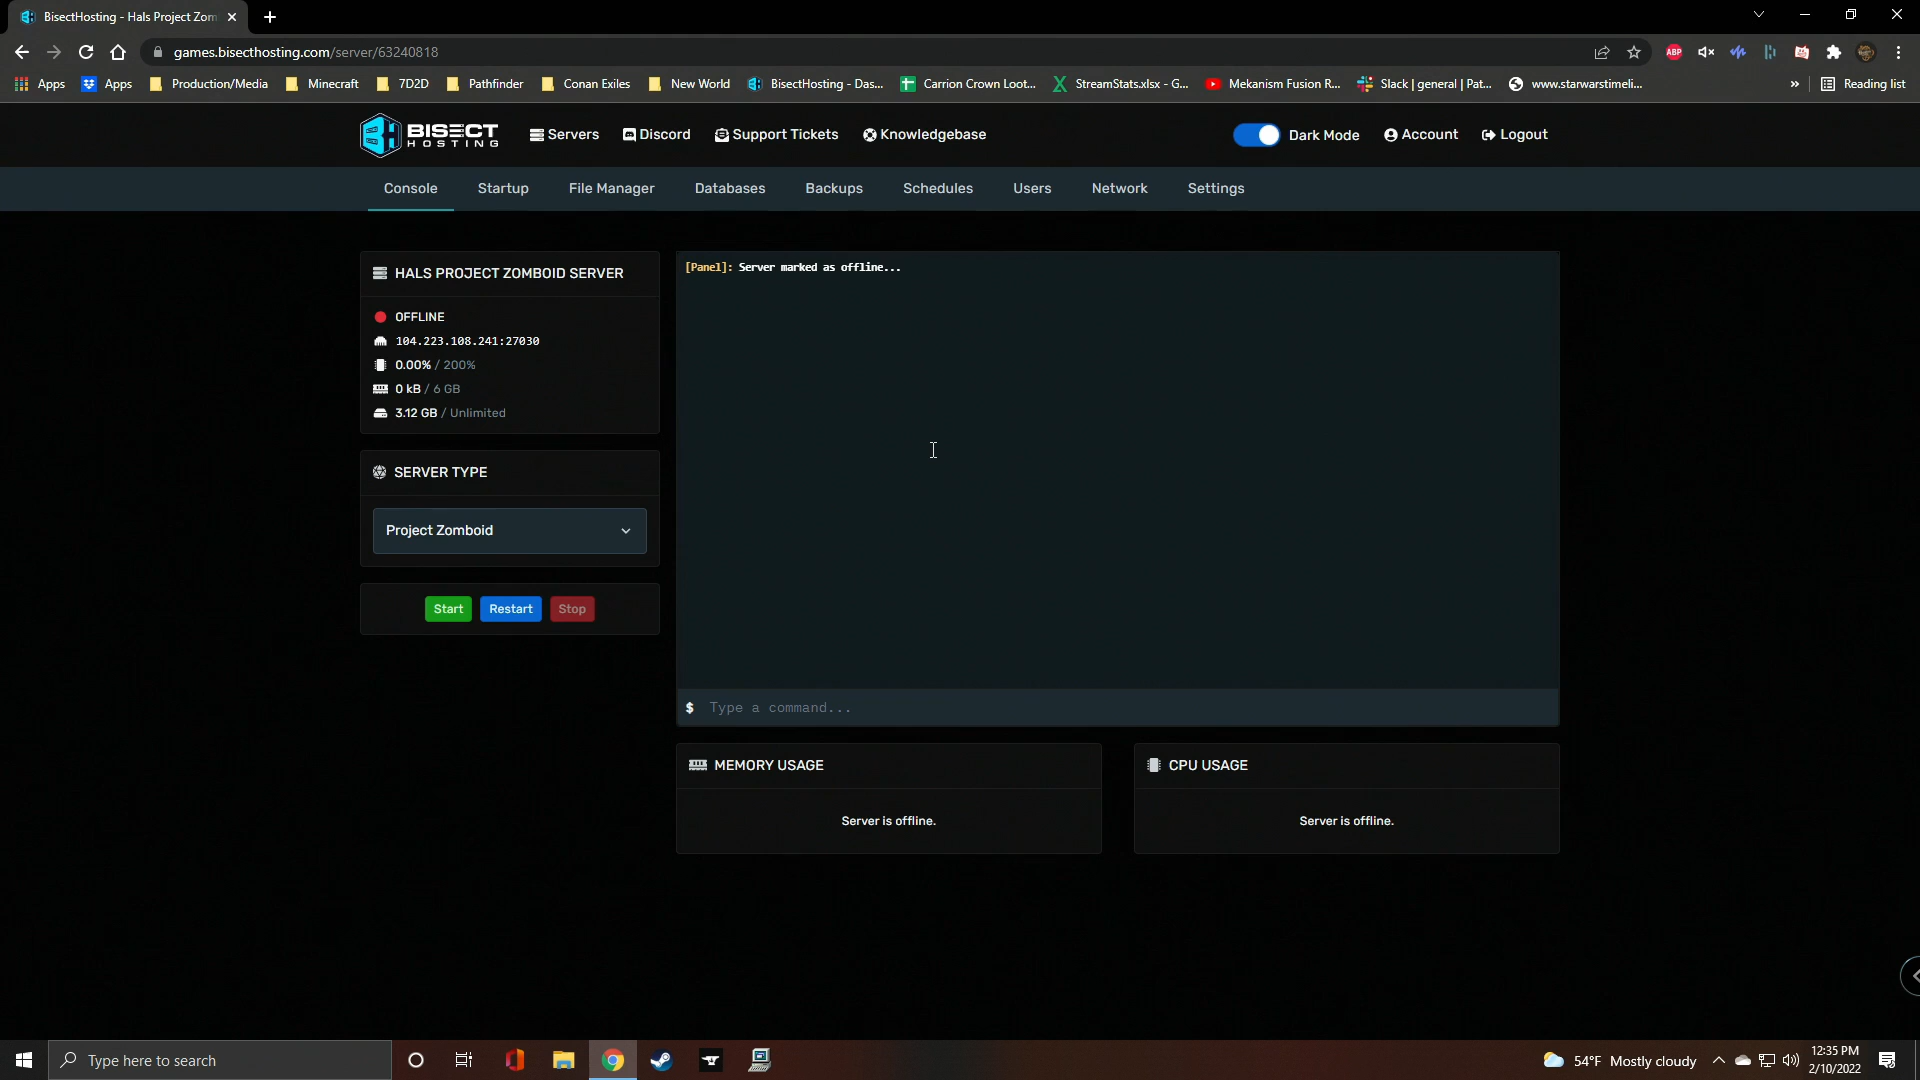 BisectHosting - Hals Project Zom
games.bisecthosting.com/server/63240818
ABP
Apps
Apps
Production/Media
Minecraft
7D2D
Pathfinder
Conan Exiles
New World
BisectHosting - Das...
Carrion Crown Loot...
StreamStats.xlsx - G...
Mekanism Fusion R...
Slack | general | Pat...
www.starwarstimeli...
»
Reading list
BISECT
HOSTING
Servers
Discord
Support Tickets
Knowledgebase
Dark Mode
Account
Logout
Console
Startup
File Manager
Databases
Backups
Schedules
Users
Network
Settings
HALS PROJECT ZOMBOID SERVER
OFFLINE
104.223.108.241:27030
0.00% / 200%
0 kB / 6 GB
3.12 GB / Unlimited
SERVER TYPE
Project Zomboid
Start
Restart
Stop
[Panel]: Server marked as offline...
$ Type a command...
MEMORY USAGE
Server is offline.
CPU USAGE
Server is offline.
Type here to search
54°F Mostly cloudy
12:35 PM
2/10/2022